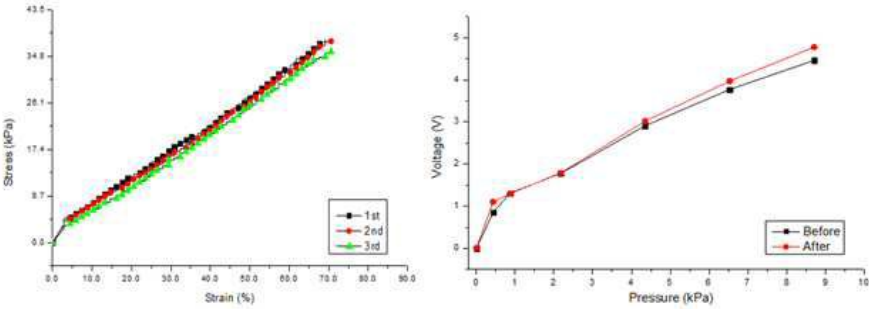 43.5
34.8
26.1
17.4
8.7
0.0
Stress (kPa)
0.0 10.0 20.0 30.0 40.0 50.0 60.0 70.0 80.0 90.0
Strain (%)
1st
2nd
3rd
5
4
3
2
1
0
Voltage (V)
0 1 2 3 4 5 6 7 8 9 10
Pressure (kPa)
Before
After